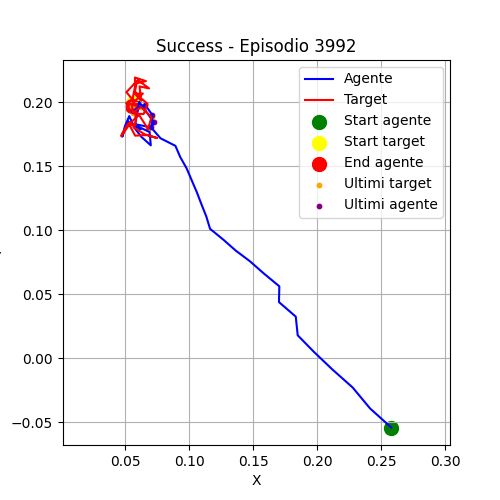 Success - Episodio 3992
Agente
Target
Start agente
Start target
End agente
Ultimi target
Ultimi agente
0.20
0.15
0.10
0.05
0.00
−0.05
0.05 0.10 0.15 0.20 0.25 0.30
X